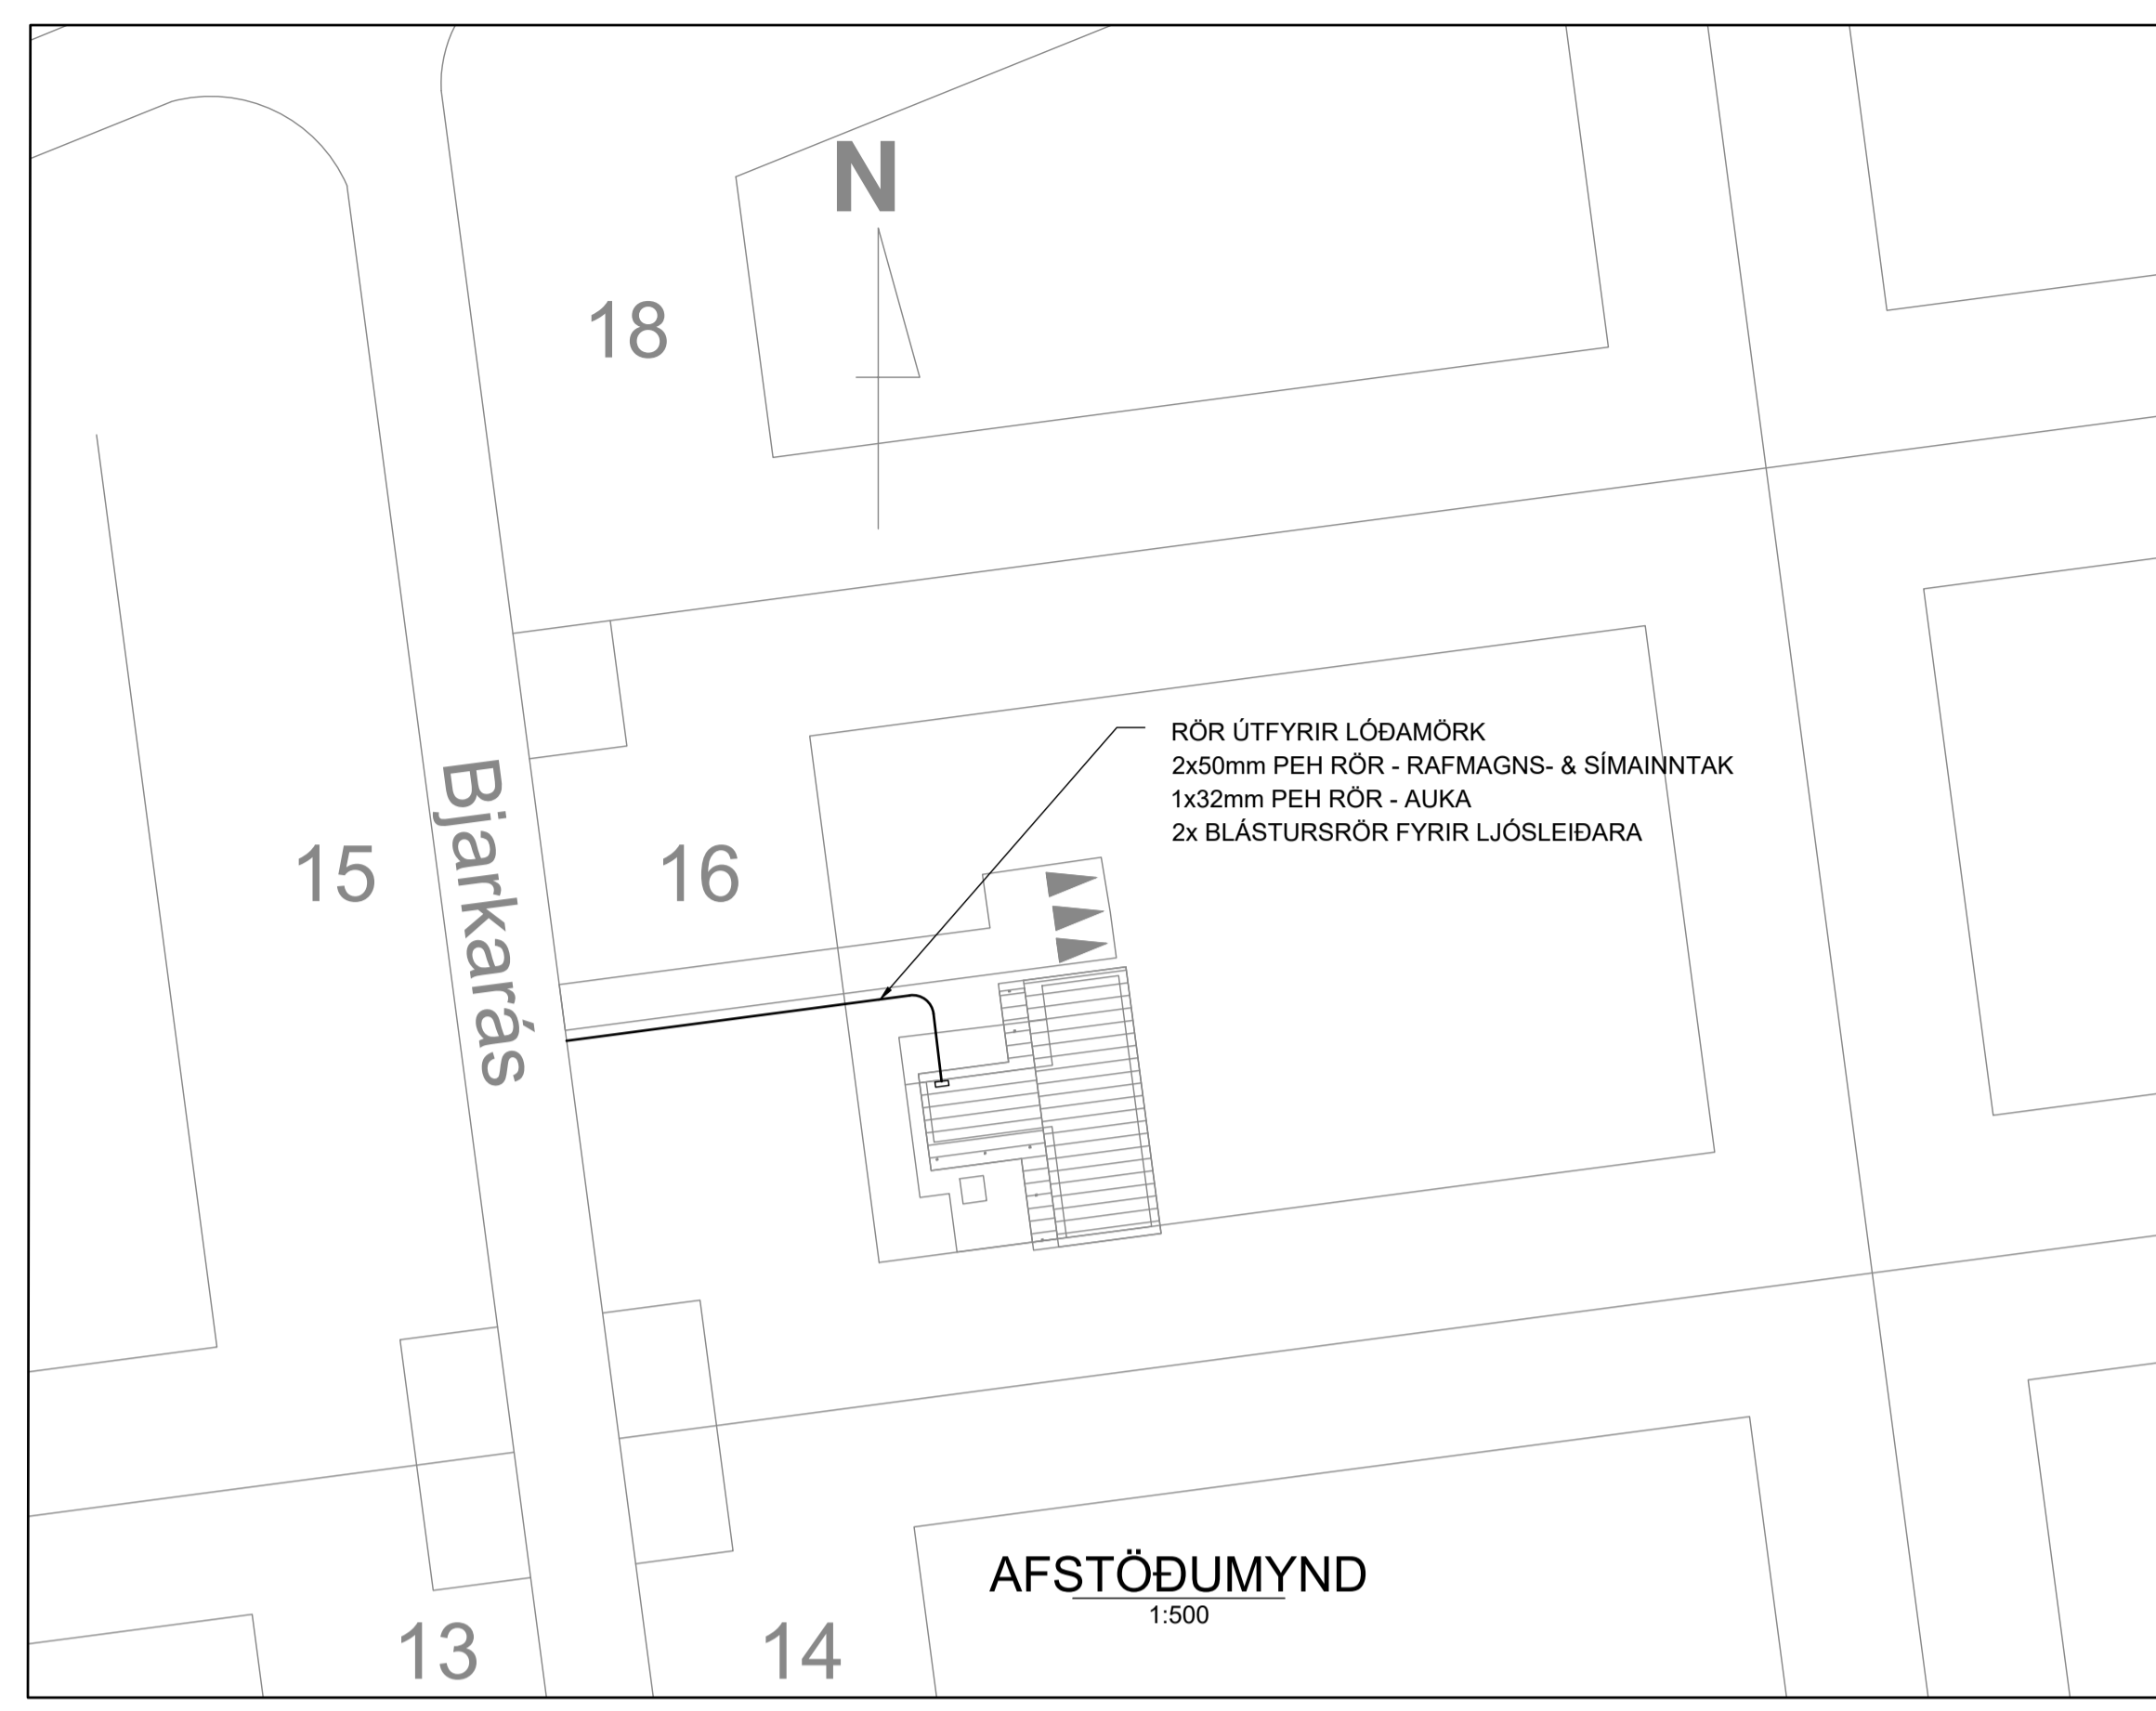 N
18
RÖR ÚTFYRIR LÓÐAMÖRK
2x50mm PEH RÖR - RAFMAGNS- & SÍMAINNTAK
1x32mm PEH RÖR - AUKA
2x BLÁSTURSRÖR FYRIR LJÓSLEIÐARA
15
Bjarkarás
16
AFSTÖÐUMYND
1:500
13
14